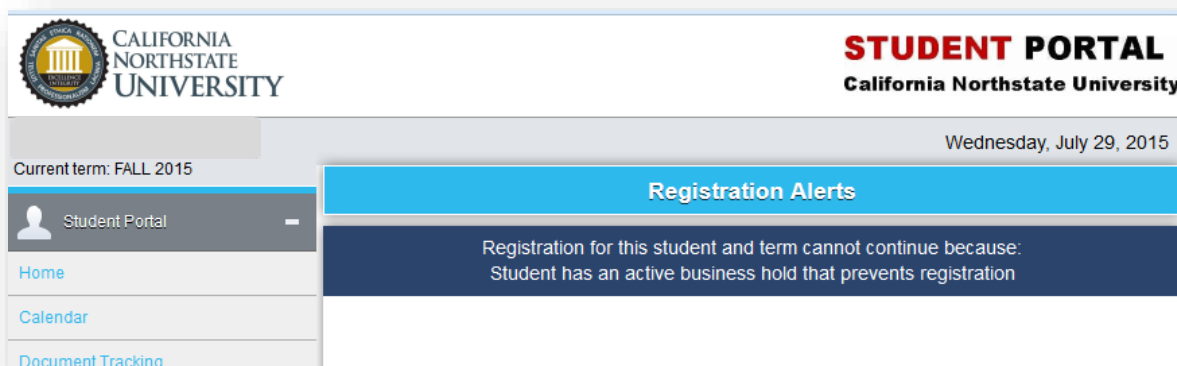 CALIFORNIA
NORTHSTATE
UNIVERSITY
STUDENT PORTAL
California Northstate University
Wednesday, July 29, 2015
Current term: FALL 2015
Registration Alerts
Student Portal
Registration for this student and term cannot continue because:
Student has an active business hold that prevents registration
Home
Calendar
Document Tracking